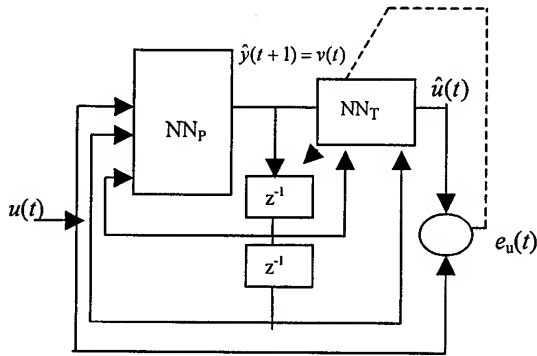 ŷ(t + 1) = v(t)
NN_P
NN_T
û(t)
z⁻¹
u(t)
z⁻¹
e_u(t)